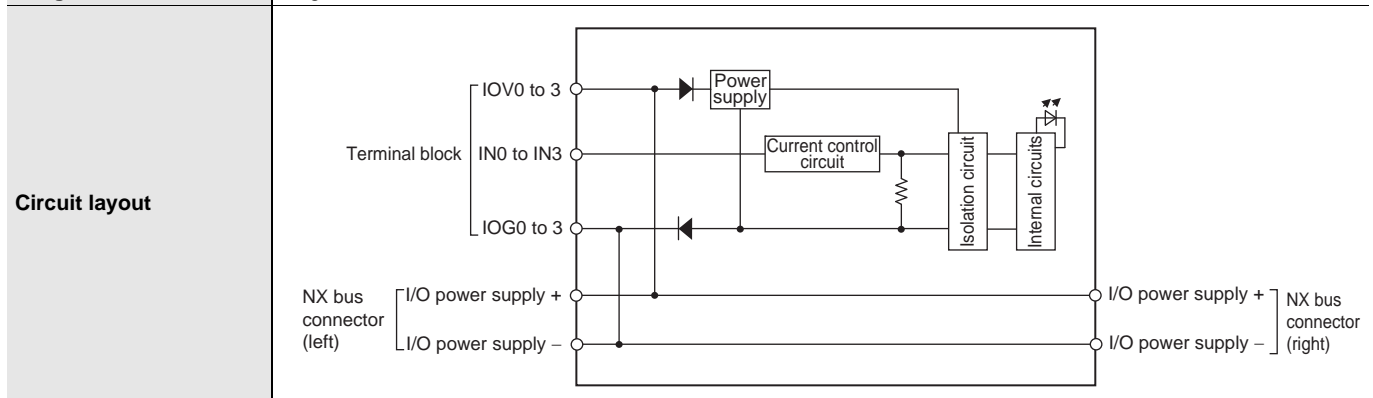 Circuit layout
Terminal block
IOV0 to 3
IN0 to IN3
IOG0 to 3
Power
supply
Current control
circuit
Isolation circuit
Internal circuits
NX bus
connector
(left)
I/O power supply +
I/O power supply −
I/O power supply +
I/O power supply −
NX bus
connector
(right)